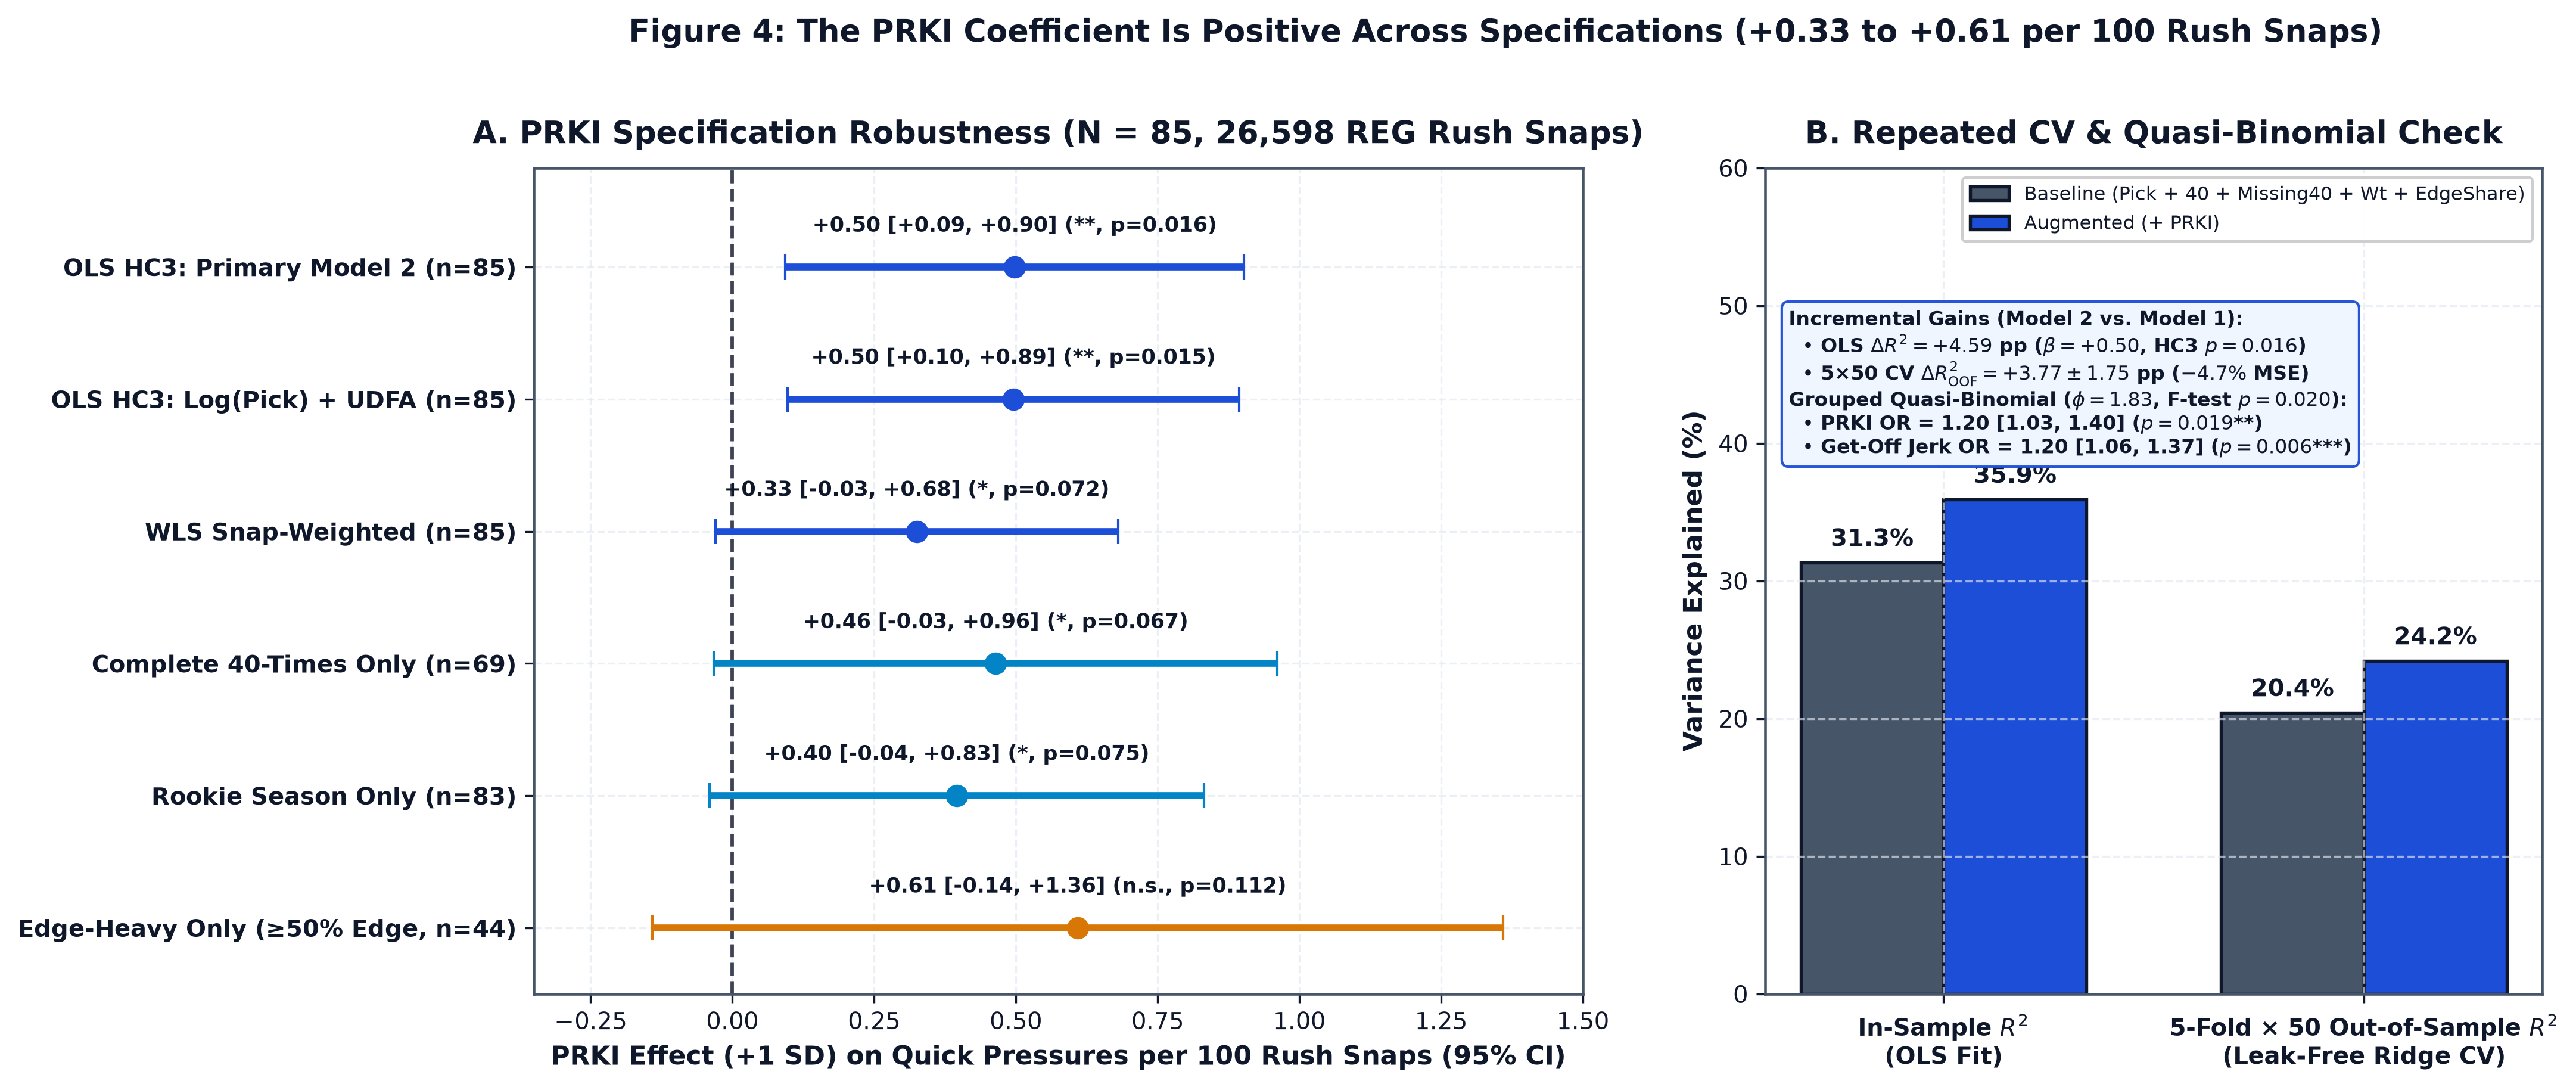 Figure 4: The PRKI Coefficient Is Positive Across Specifications (+0.33 to +0.61 per 100 Rush Snaps)
A. PRKI Specification Robustness (N = 85, 26,598 REG Rush Snaps)
OLS HC3: Primary Model 2 (n=85)
+0.50 [+0.09, +0.90] (**, p=0.016)
OLS HC3: Log(Pick) + UDFA (n=85)
+0.50 [+0.10, +0.89] (**, p=0.015)
WLS Snap-Weighted (n=85)
+0.33 [-0.03, +0.68] (*, p=0.072)
Complete 40-Times Only (n=69)
+0.46 [-0.03, +0.96] (*, p=0.067)
Rookie Season Only (n=83)
+0.40 [-0.04, +0.83] (*, p=0.075)
Edge-Heavy Only (≥50% Edge, n=44)
+0.61 [-0.14, +1.36] (n.s., p=0.112)
−0.25 0.00 0.25 0.50 0.75 1.00 1.25 1.50
PRKI Effect (+1 SD) on Quick Pressures per 100 Rush Snaps (95% CI)
B. Repeated CV & Quasi-Binomial Check
Variance Explained (%)
60
50
40
30
20
10
0
Baseline (Pick + 40 + Missing40 + Wt + EdgeShare)
Augmented (+ PRKI)
Incremental Gains (Model 2 vs. Model 1):
• OLS ΔR² = +4.59 pp (β = +0.50, HC3 p = 0.016)
• 5×50 CV ΔR²OOF = +3.77 ± 1.75 pp (−4.7% MSE)
Grouped Quasi-Binomial (ϕ = 1.83, F-test p = 0.020):
• PRKI OR = 1.20 [1.03, 1.40] (p = 0.019**)
• Get-Off Jerk OR = 1.20 [1.06, 1.37] (p = 0.006***)
31.3%
35.9%
20.4%
24.2%
In-Sample R²
(OLS Fit)
5-Fold × 50 Out-of-Sample R²
(Leak-Free Ridge CV)